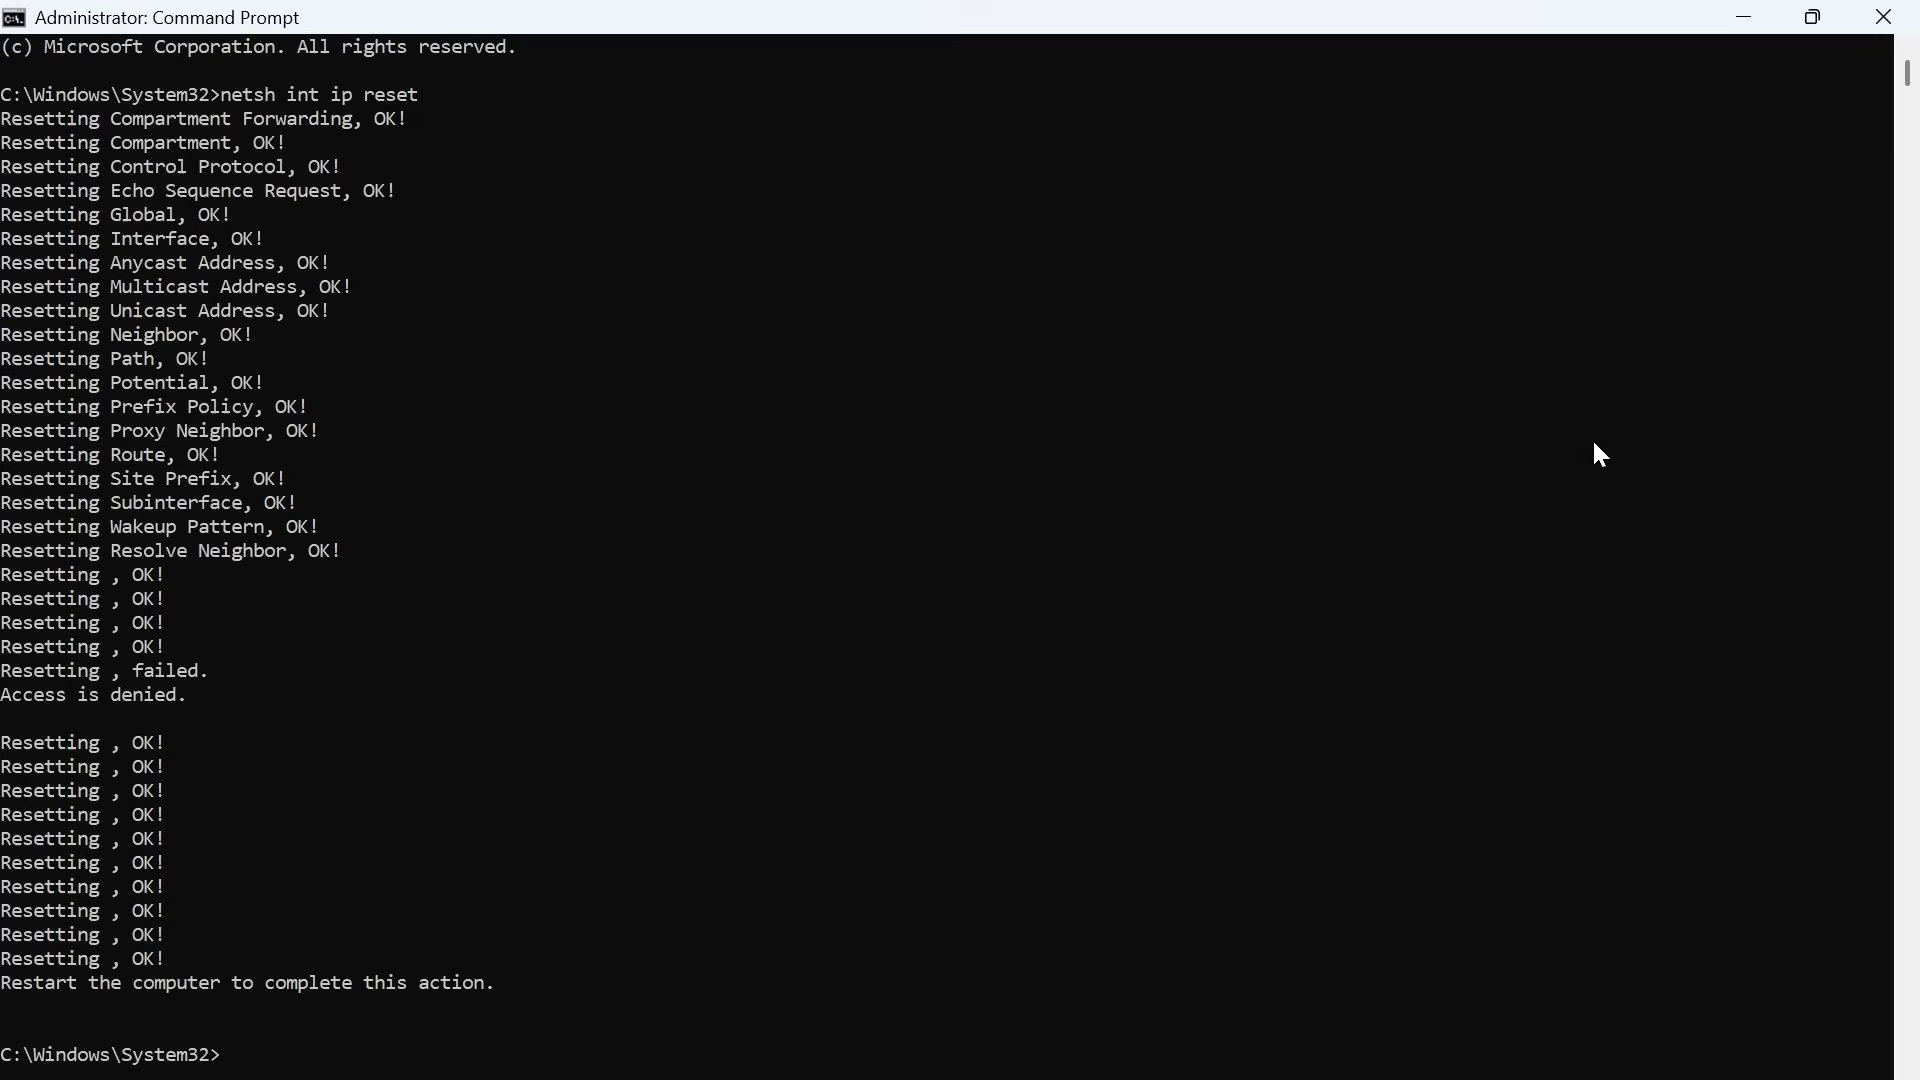 Administrator: Command Prompt
(c) Microsoft Corporation. All rights reserved.
C:\Windows\System32>netsh int ip reset
Resetting Compartment Forwarding, OK!
Resetting Compartment, OK!
Resetting Control Protocol, OK!
Resetting Echo Sequence Request, OK!
Resetting Global, OK!
Resetting Interface, OK!
Resetting Anycast Address, OK!
Resetting Multicast Address, OK!
Resetting Unicast Address, OK!
Resetting Neighbor, OK!
Resetting Path, OK!
Resetting Potential, OK!
Resetting Prefix Policy, OK!
Resetting Proxy Neighbor, OK!
Resetting Route, OK!
Resetting Site Prefix, OK!
Resetting Subinterface, OK!
Resetting Wakeup Pattern, OK!
Resetting Resolve Neighbor, OK!
Resetting , OK!
Resetting , OK!
Resetting , OK!
Resetting , OK!
Resetting , failed.
Access is denied.
Resetting , OK!
Resetting , OK!
Resetting , OK!
Resetting , OK!
Resetting , OK!
Resetting , OK!
Resetting , OK!
Resetting , OK!
Resetting , OK!
Resetting , OK!
Restart the computer to complete this action.
C:\Windows\System32>